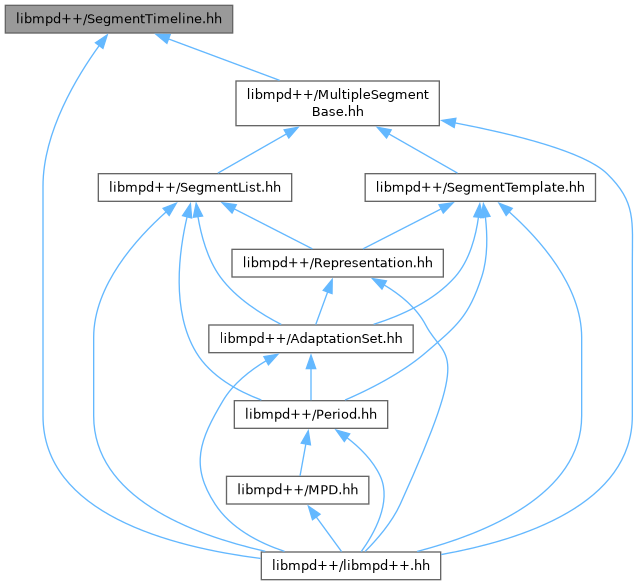 libmpd++/SegmentTimeline.hh
libmpd++/MultipleSegment
Base.hh
libmpd++/SegmentList.hh
libmpd++/SegmentTemplate.hh
libmpd++/Representation.hh
libmpd++/AdaptationSet.hh
libmpd++/Period.hh
libmpd++/MPD.hh
libmpd++/libmpd++.hh